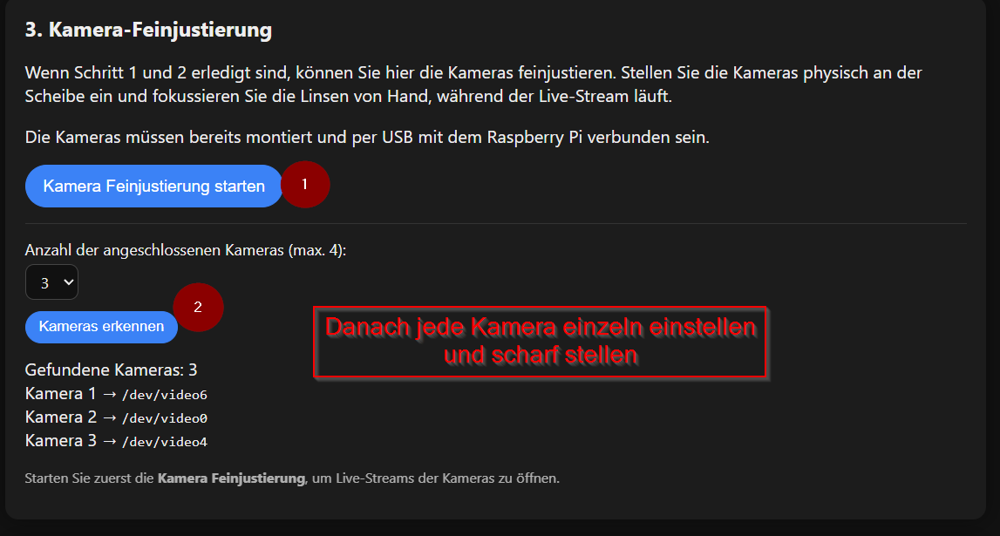 3. Kamera-Feinjustierung
Wenn Schritt 1 und 2 erledigt sind, können Sie hier die Kameras feinjustieren. Stellen Sie die Kameras physisch an der
Scheibe ein und fokussieren Sie die Linsen von Hand, während der Live-Stream läuft.
Die Kameras müssen bereits montiert und per USB mit dem Raspberry Pi verbunden sein.
Kamera Feinjustierung starten
1
Anzahl der angeschlossenen Kameras (max. 4):
3
2
Kameras erkennen
Danach jede Kamera einzeln einstellen
und scharf stellen
Gefundene Kameras: 3
Kamera 1 → /dev/video6
Kamera 2 → /dev/video0
Kamera 3 → /dev/video4
Starten Sie zuerst die Kamera Feinjustierung, um Live-Streams der Kameras zu öffnen.